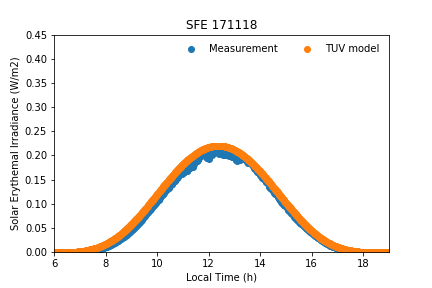 SFE 171118
Measurement
TUV model
Solar Erythemal Irradiance (W/m2)
0.45
0.40
0.35
0.30
0.25
0.20
0.15
0.10
0.05
0.00
6 8 10 12 14 16 18
Local Time (h)